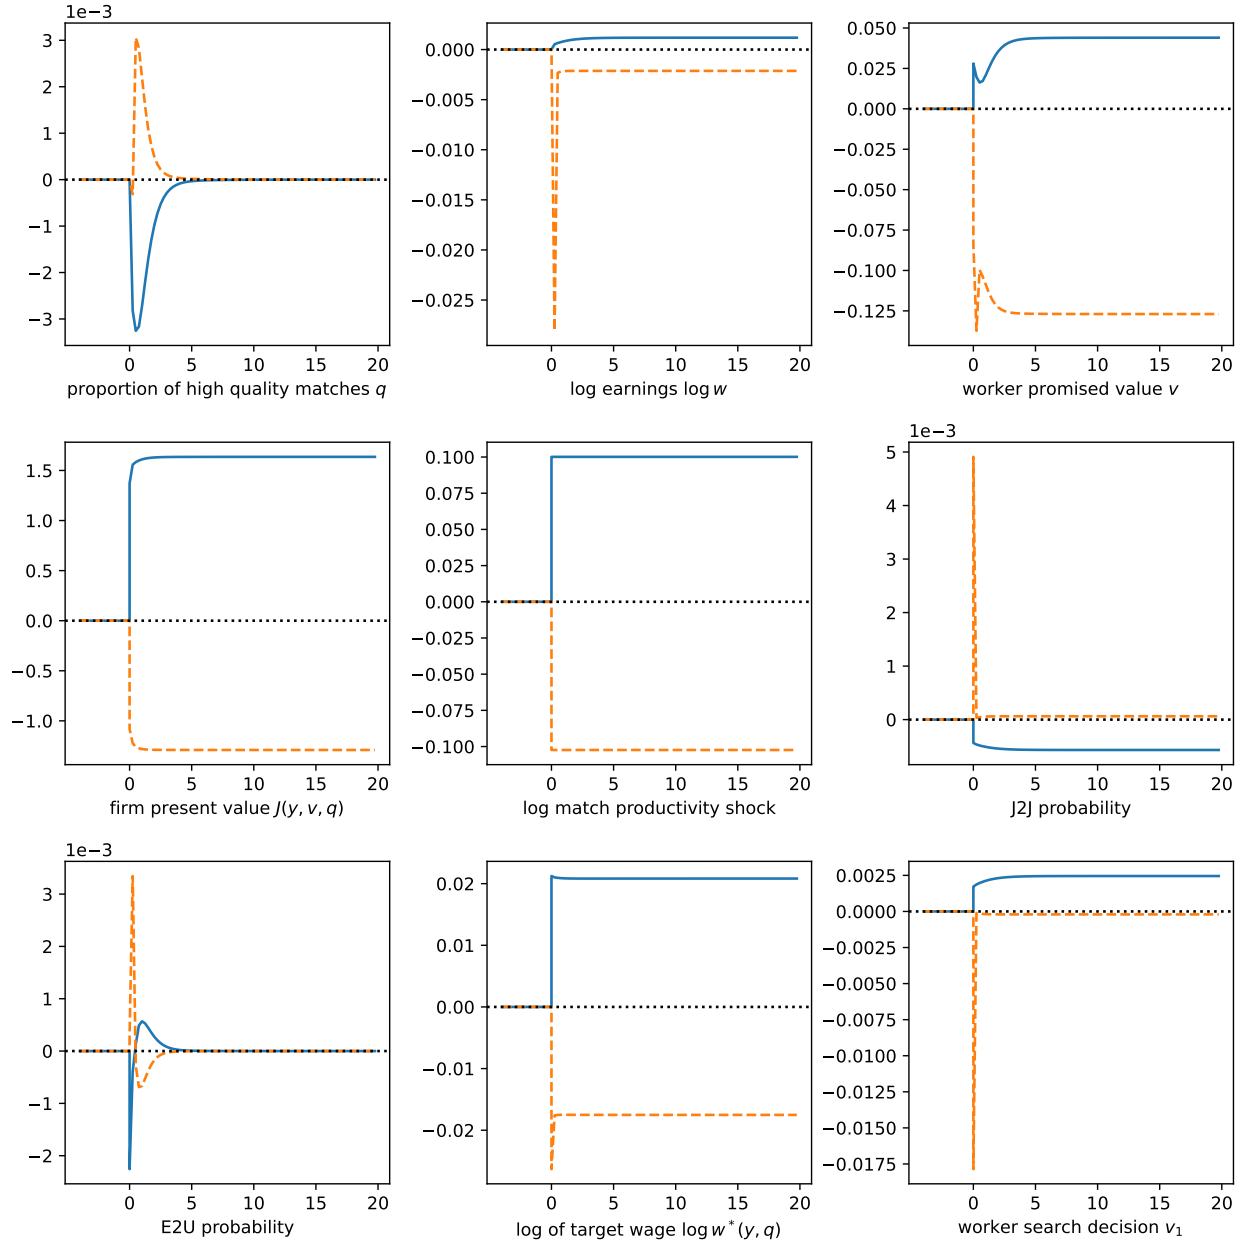 1e−3
3
2
1
0
−1
−2
−3
0 5 10 15 20
proportion of high quality matches q
0.000
−0.005
−0.010
−0.015
−0.020
−0.025
0 5 10 15 20
log earnings log w
0.050
0.025
0.000
−0.025
−0.050
−0.075
−0.100
−0.125
0 5 10 15 20
worker promised value v
1.5
1.0
0.5
0.0
−0.5
−1.0
0 5 10 15 20
firm present value J(y, v, q)
0.100
0.075
0.050
0.025
0.000
−0.025
−0.050
−0.075
−0.100
0 5 10 15 20
log match productivity shock
1e−3
5
4
3
2
1
0
0 5 10 15 20
J2J probability
1e−3
3
2
1
0
−1
−2
0 5 10 15 20
E2U probability
0.02
0.01
0.00
−0.01
−0.02
0 5 10 15 20
log of target wage log w*(y, q)
0.0025
0.0000
−0.0025
−0.0050
−0.0075
−0.0100
−0.0125
−0.0150
−0.0175
0 5 10 15 20
worker search decision v₁